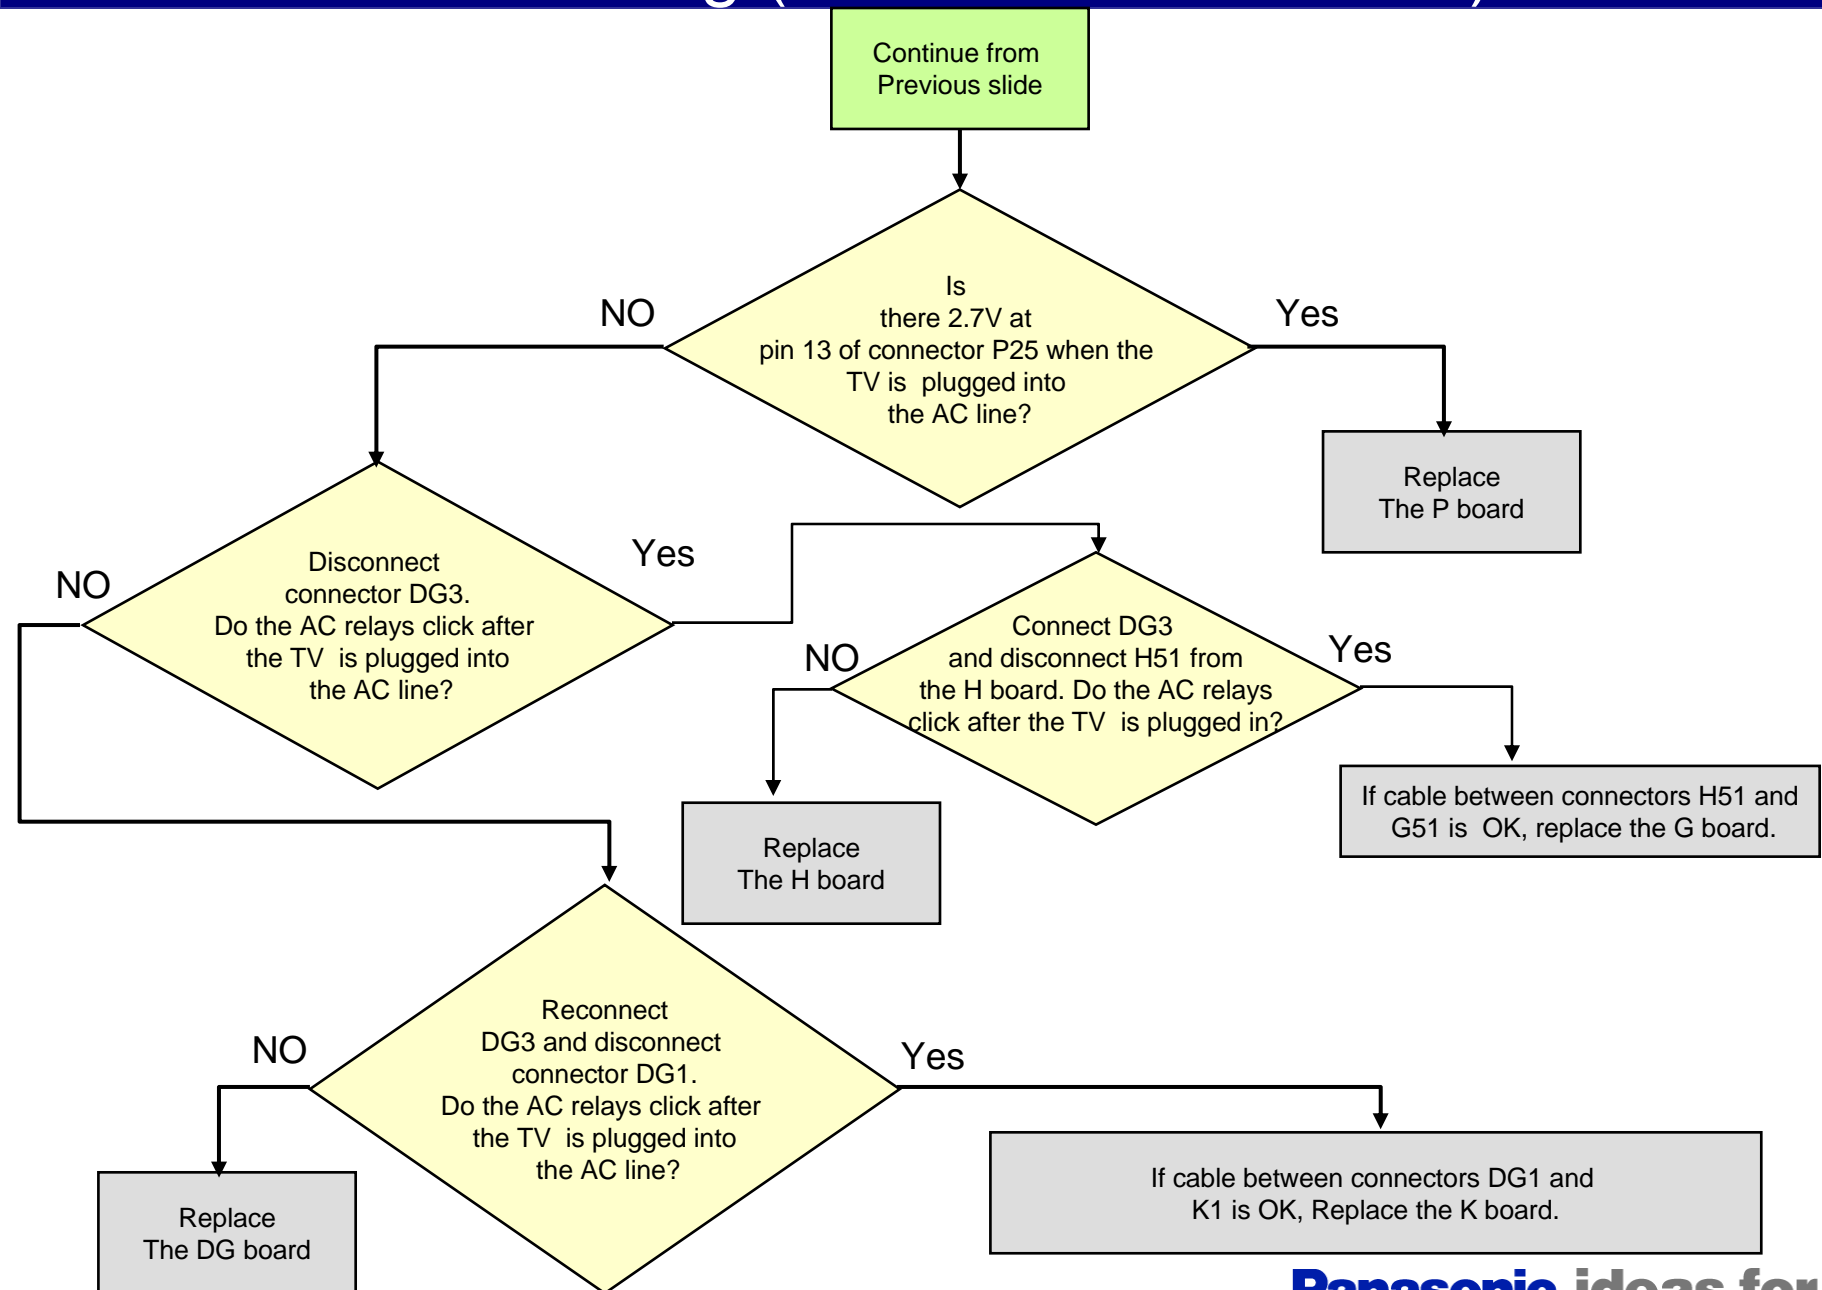 Continue from
Previous slide
Is
there 2.7V at
pin 13 of connector P25 when the
TV is plugged into
the AC line?
NO
Yes
Replace
The P board
Disconnect
connector DG3.
Do the AC relays click after
the TV is plugged into
the AC line?
NO
Yes
Connect DG3
and disconnect H51 from
the H board. Do the AC relays
click after the TV is plugged in?
NO
Yes
Replace
The H board
If cable between connectors H51 and
G51 is OK, replace the G board.
Reconnect
DG3 and disconnect
connector DG1.
Do the AC relays click after
the TV is plugged into
the AC line?
NO
Yes
Replace
The DG board
If cable between connectors DG1 and
K1 is OK, Replace the K board.
Panasonic ideas for